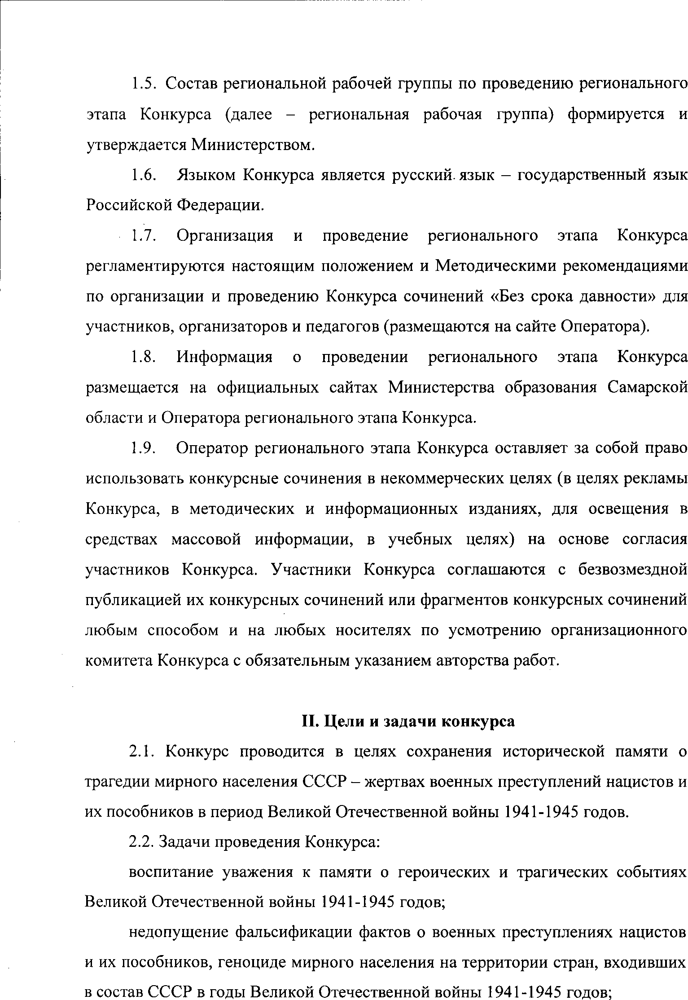 1.5. Состав региональной рабочей группы по проведению регионального
этапа Конкурса (далее – региональная рабочая группа) формируется и
утверждается Министерством.
1.6. Языком Конкурса является русский язык – государственный язык
Российской Федерации.
1.7. Организация и проведение регионального этапа Конкурса
регламентируются настоящим положением и Методическими рекомендациями
по организации и проведению Конкурса сочинений «Без срока давности» для
участников, организаторов и педагогов (размещаются на сайте Оператора).
1.8. Информация о проведении регионального этапа Конкурса
размещается на официальных сайтах Министерства образования Самарской
области и Оператора регионального этапа Конкурса.
1.9. Оператор регионального этапа Конкурса оставляет за собой право
использовать конкурсные сочинения в некоммерческих целях (в целях рекламы
Конкурса, в методических и информационных изданиях, для освещения в
средствах массовой информации, в учебных целях) на основе согласия
участников Конкурса. Участники Конкурса соглашаются с безвозмездной
публикацией их конкурсных сочинений или фрагментов конкурсных сочинений
любым способом и на любых носителях по усмотрению организационного
комитета Конкурса с обязательным указанием авторства работ.
II. Цели и задачи конкурса
2.1. Конкурс проводится в целях сохранения исторической памяти о
трагедии мирного населения СССР – жертвах военных преступлений нацистов и
их пособников в период Великой Отечественной войны 1941-1945 годов.
2.2. Задачи проведения Конкурса:
воспитание уважения к памяти о героических и трагических событиях
Великой Отечественной войны 1941-1945 годов;
недопущение фальсификации фактов о военных преступлениях нацистов
и их пособников, геноциде мирного населения на территории стран, входивших
в состав СССР в годы Великой Отечественной войны 1941-1945 годов;